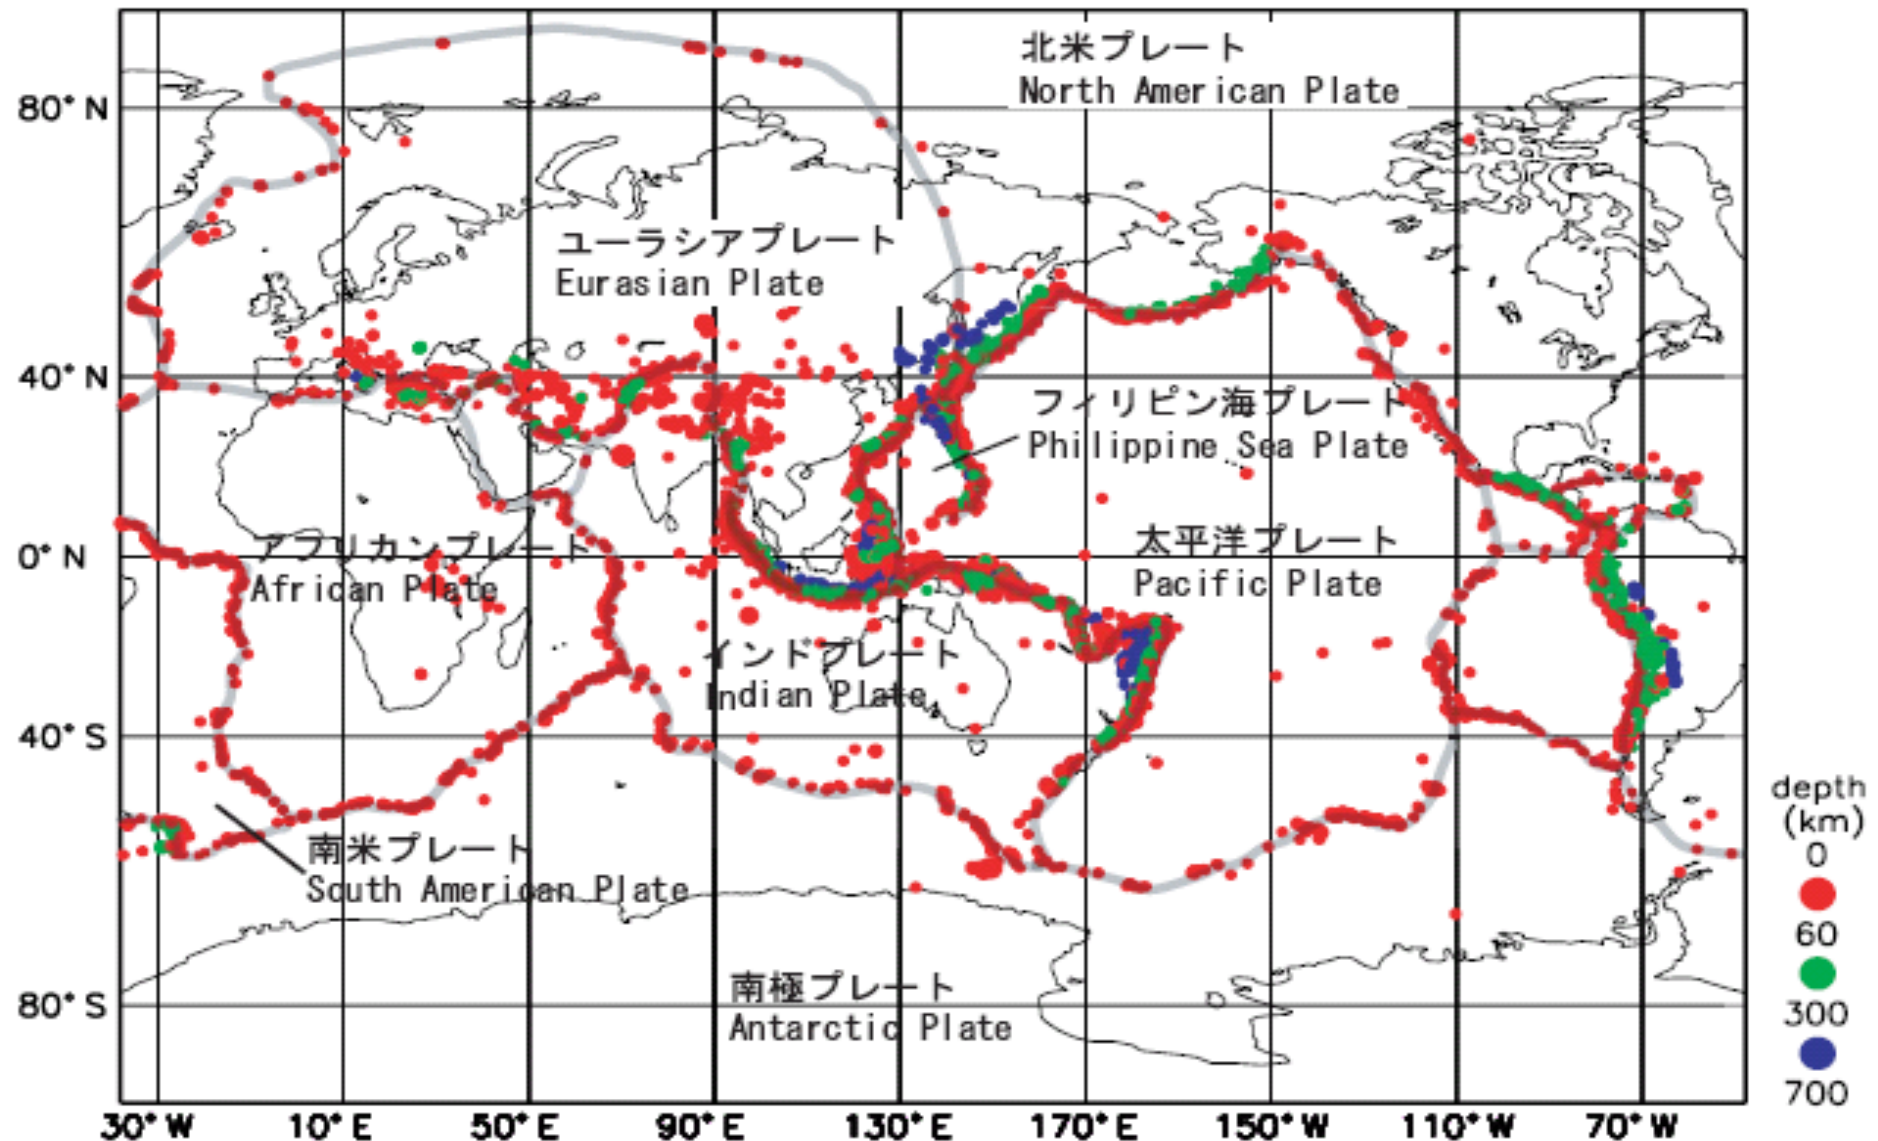 北米プレート
North American Plate
80° N
ユーラシアプレート
Eurasian Plate
40° N
フィリピン海プレート
Philippine Sea Plate
0° N
アフリカンプレート
African Plate
太平洋プレート
Pacific Plate
インドプレート
Indian Plate
40° S
南米プレート
South American Plate
南極プレート
Antarctic Plate
80° S
depth
(km)
0
60
300
700
30° W 10° E 50° E 90° E 130° E 170° E 150° W 110° W 70° W